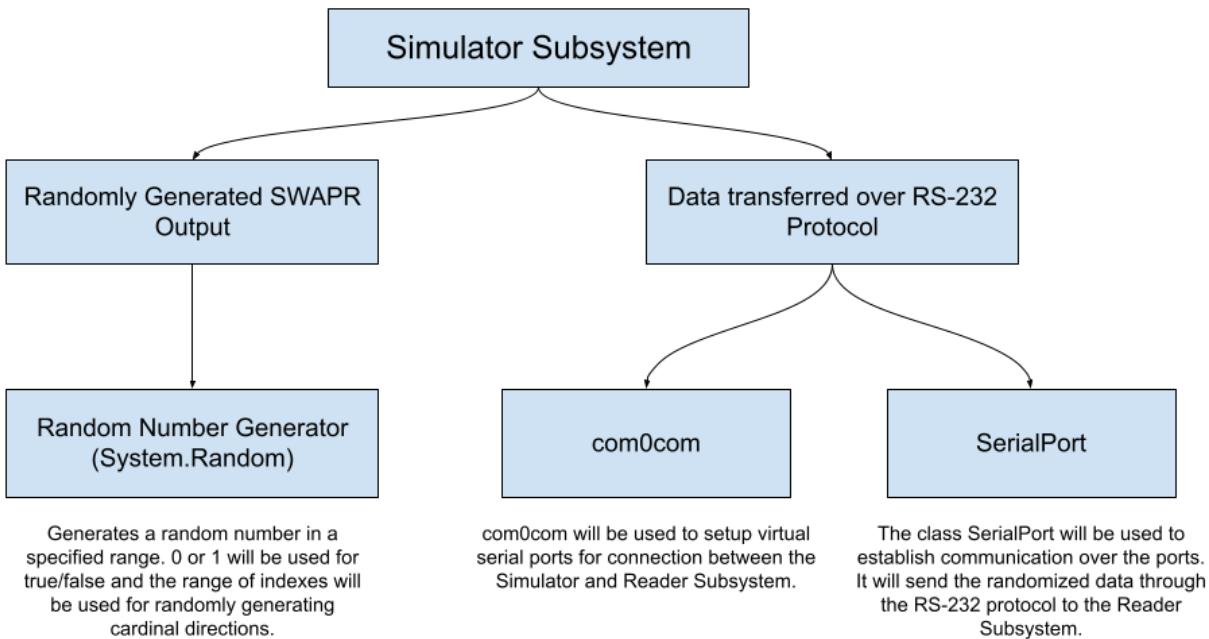 Simulator Subsystem
Randomly Generated SWAPR
Output
Data transferred over RS-232
Protocol
Random Number Generator
(System.Random)
com0com
SerialPort
Generates a random number in a
specified range. 0 or 1 will be used for
true/false and the range of indexes will
be used for randomly generating
cardinal directions.
com0com will be used to setup virtual
serial ports for connection between the
Simulator and Reader Subsystem.
The class SerialPort will be used to
establish communication over the ports.
It will send the randomized data through
the RS-232 protocol to the Reader
Subsystem.